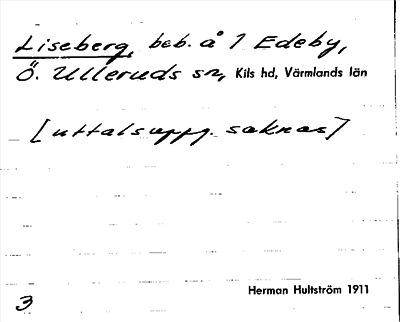 Liseberg, beb. å 1 Edeby,
Ö. Ulleruds sn, Kils hd, Värmlands län
[uttalsuppg. saknas]
Herman Hultström 1911
3